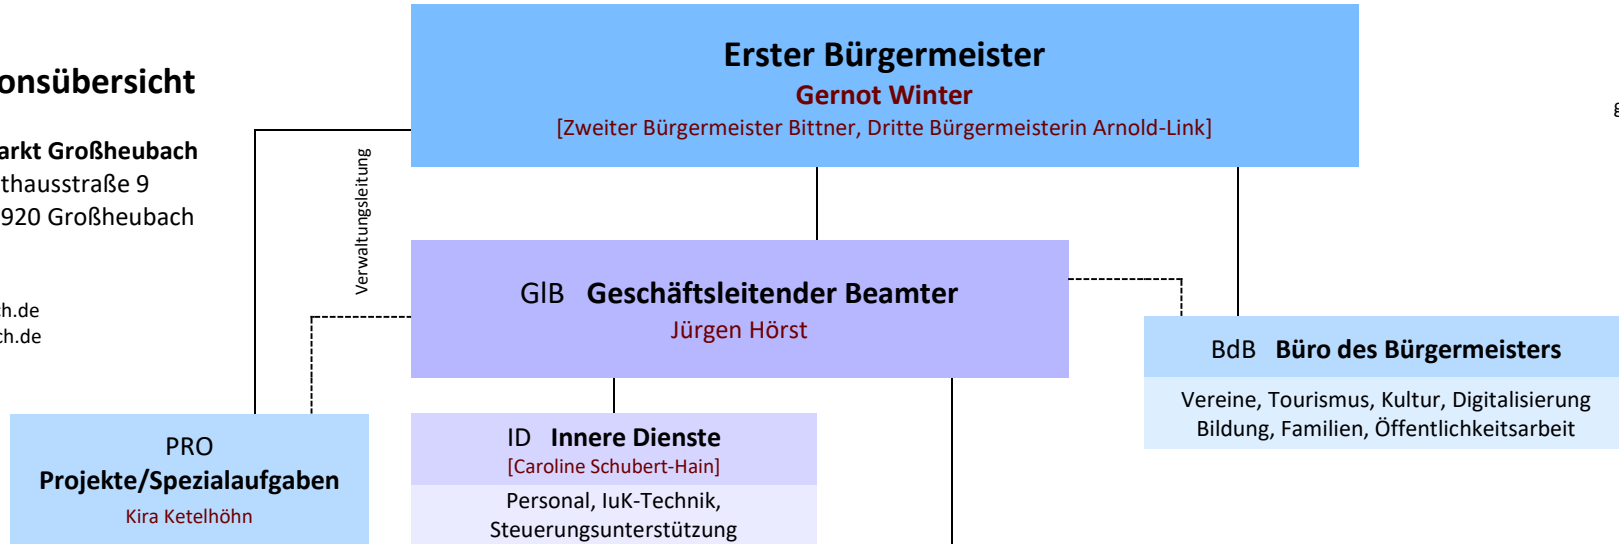 Erster Bürgermeister
Gernot Winter
[Zweiter Bürgermeister Bittner, Dritte Bürgermeisterin Arnold-Link]
onsübersicht
arkt Großheubach
thausstraße 9
920 Großheubach
ch.de
ch.de
Verwaltungsleitung
g
GlB Geschäftsleitender Beamter
Jürgen Hörst
BdB Büro des Bürgermeisters
Vereine, Tourismus, Kultur, Digitalisierung
Bildung, Familien, Öffentlichkeitsarbeit
PRO
Projekte/Spezialaufgaben
Kira Ketelhöhn
ID Innere Dienste
[Caroline Schubert-Hain]
Personal, IuK-Technik,
Steuerungsunterstützung